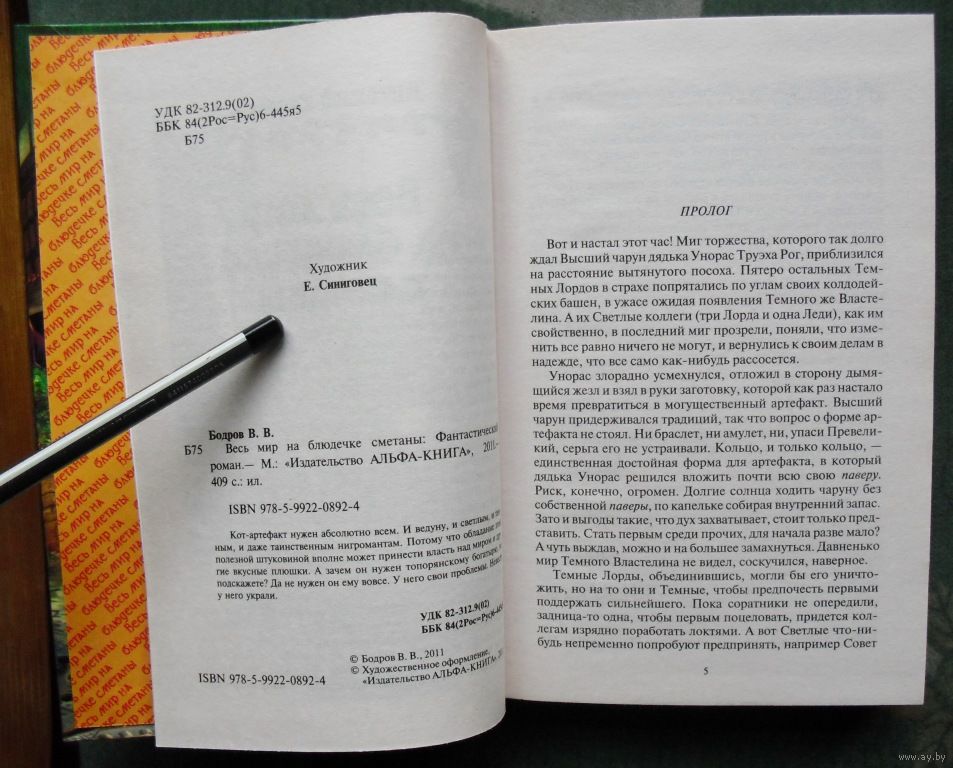 УДК 82-312.9(02)
ББК 84(2Рос=Рус)6-445я5
Б75
Художник
Е. Синиговец
Бодров В. В.
Б75 Весь мир на блюдечке сметаны: Фантастический
роман.— М.: «Издательство АЛЬФА-КНИГА», 2011.—
409 с.: ил.
ISBN 978-5-9922-0892-4
Кот-артефакт нужен абсолютно всем. И ведуну, и светлым, и
ным, и даже таинственным нигромантам. Потому что обладание
полезной штуковиной вполне может принести власть над миром и
гие вкусные плюшки. А зачем он нужен топорянскому богатырю,
подскажете? Да не нужен он ему вовсе. У него свои проблемы.
у него украли.
УДК 82-312.9(02)
ББК 84(2Рос=Рус)6-445
© Бодров В. В., 2011
© Художественное оформление,
ISBN 978-5-9922-0892-4 «Издательство АЛЬФА-КНИГА»,
ПРОЛОГ
Вот и настал этот час! Миг торжества, которого так долго
ждал Высший чарун дядька Унорас Труэха Рог, приблизился
на расстояние вытянутого посоха. Пятеро остальных Тем-
ных Лордов в страхе попрятались по углам своих колдодей-
ских башен, в ужасе ожидая появления Темного же Власте-
лина. А их Светлые коллеги (три Лорда и одна Леди), как им
свойственно, в последний миг прозрели, поняли, что изме-
нить все равно ничего не могут, и вернулись к своим делам в
надежде, что все само как-нибудь рассосется.
Унорас злорадно усмехнулся, отложил в сторону дымя-
щийся жезл и взял в руки заготовку, которой как раз настало
время превратиться в могущественный артефакт. Высший
чарун придерживался традиций, так что вопрос о форме ар-
тефакта не стоял. Ни браслет, ни амулет, ни, упаси Превели-
кий, серьга его не устраивали. Кольцо, и только кольцо, —
единственная достойная форма для артефакта, в который
дядька Унорас решился вложить почти всю свою паверу.
Риск, конечно, огромен. Долгие солнца ходить чаруну без
собственной паверы, по капельке собирая внутренний запас.
Зато и выгоды такие, что дух захватывает, стоит только пред-
ставить. Стать первым среди прочих, для начала разве мало?
А чуть выждав, можно и на большее замахнуться. Давненько
мир Темного Властелина не видел, соскучился, наверное.
Темные Лорды, объединившись, могли бы его уничто-
жить, но на то они и Темные, чтобы предпочесть первыми
поддержать сильнейшего. Пока соратники не опередили,
задница-то одна, чтобы первым поцеловать, придется кол-
легам изрядно поработать локтями. А вот Светлые что-ни-
будь непременно попробуют предпринять, например Совет
5
www.ay.by